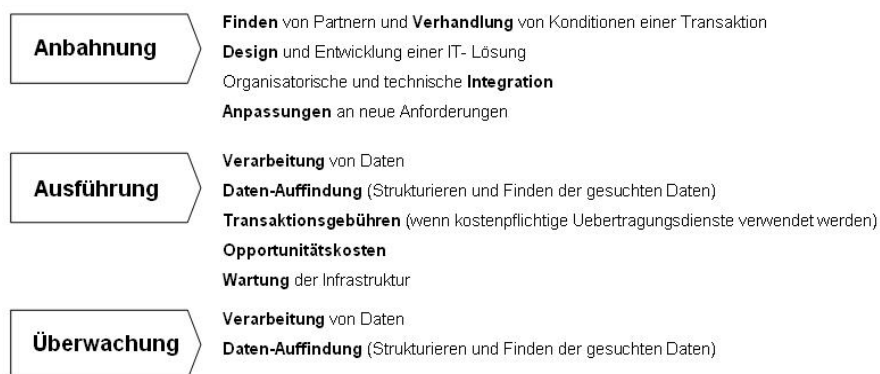 Anbahnung
Finden von Partnern und Verhandlung von Konditionen einer Transaktion
Design und Entwicklung einer IT- Lösung
Organisatorische und technische Integration
Anpassungen an neue Anforderungen
Ausführung
Verarbeitung von Daten
Daten-Auffindung (Strukturieren und Finden der gesuchten Daten)
Transaktionsgebühren (wenn kostenpflichtige Uebertragungsdienste verwendet werden)
Opportunitätskosten
Wartung der Infrastruktur
Überwachung
Verarbeitung von Daten
Daten-Auffindung (Strukturieren und Finden der gesuchten Daten)